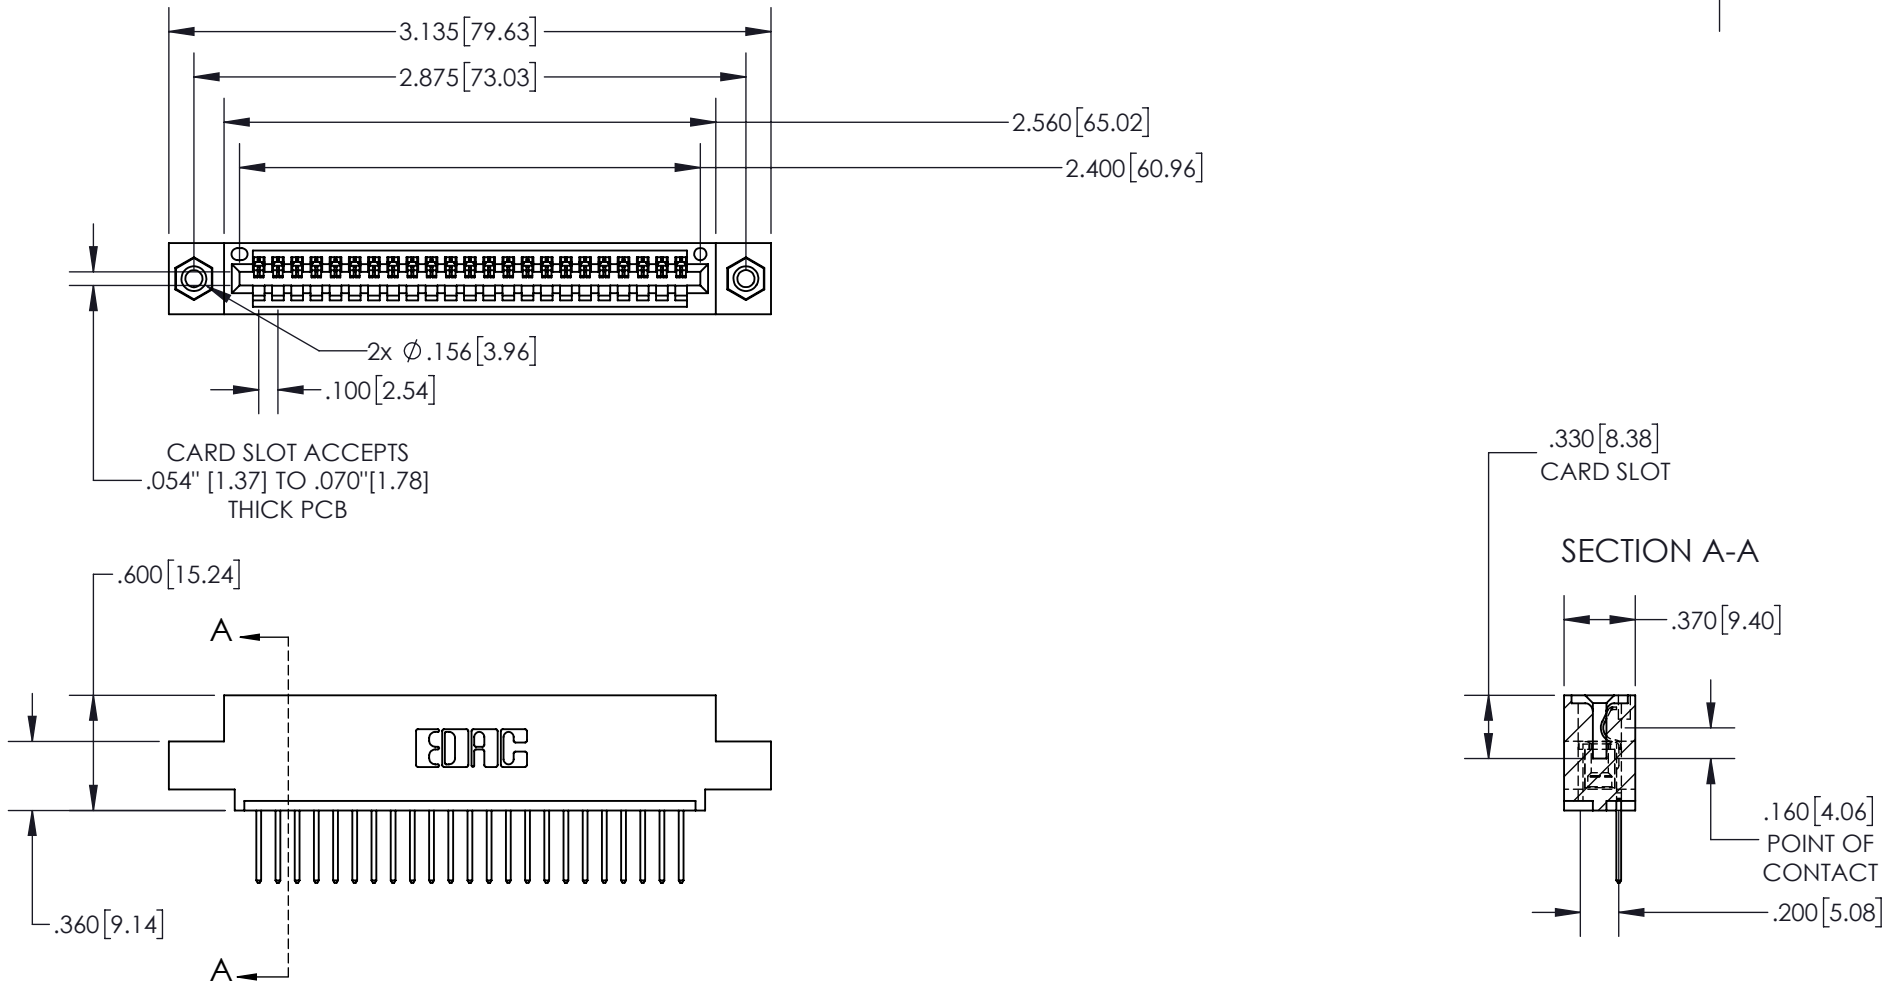 3.135[79.63]
2.875[73.03]
2.560[65.02]
2.400[60.96]
2x Ø.156[3.96]
.100[2.54]
CARD SLOT ACCEPTS
.054" [1.37] TO .070"[1.78]
THICK PCB
.330[8.38]
CARD SLOT
SECTION A-A
.600[15.24]
A
.370[9.40]
EDAC
.160[4.06]
POINT OF
CONTACT
.360[9.14]
.200[5.08]
A